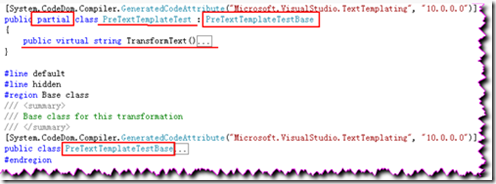 [System.CodeDom.Compiler.GeneratedCodeAttribute("Microsoft.VisualStudio.TextTemplating", "10.0.0.0")]
public partial class PreTextTemplateTest : PreTextTemplateTestBase
{
public virtual string TransformText()...
}
#line default
#line hidden
#region Base class
/// <summary>
/// Base class for this transformation
/// </summary>
[System.CodeDom.Compiler.GeneratedCodeAttribute("Microsoft.VisualStudio.TextTemplating", "10.0.0.0")]
public class PreTextTemplateTestBase...
#endregion